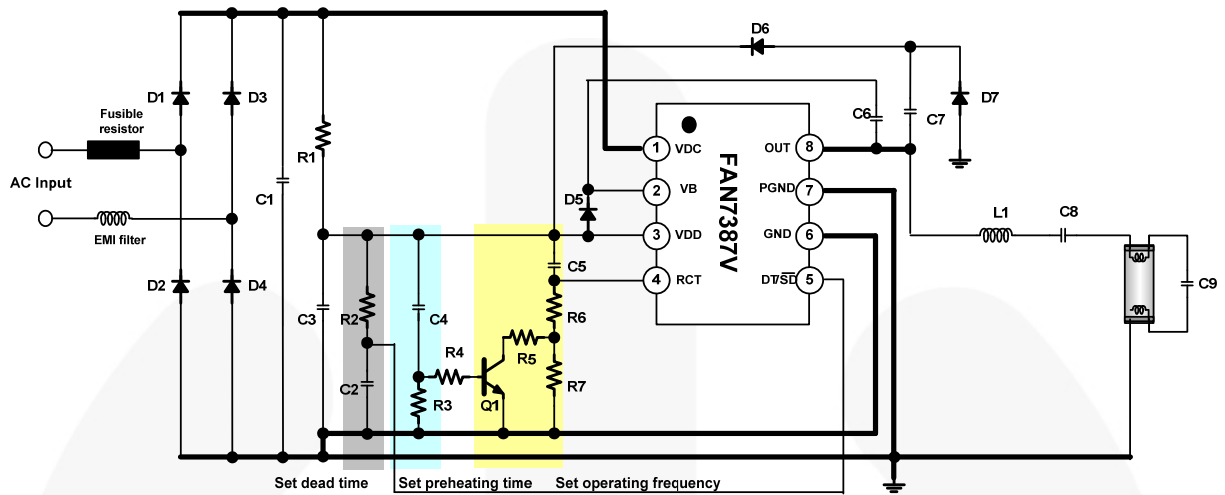 D6
D1
D3
Fusible
resistor
C6
C7
D7
R1
1
VDC
OUT
8
AC Input
C1
FAN7387V
2
VB
PGND
7
D5
EMI filter
3
VDD
GND
6
L1
C8
C5
4
RCT
DT/SD
5
D2
D4
C9
C3
R2
C4
R6
R5
R4
C2
R7
R3
Q1
Set dead time
Set preheating time
Set operating frequency